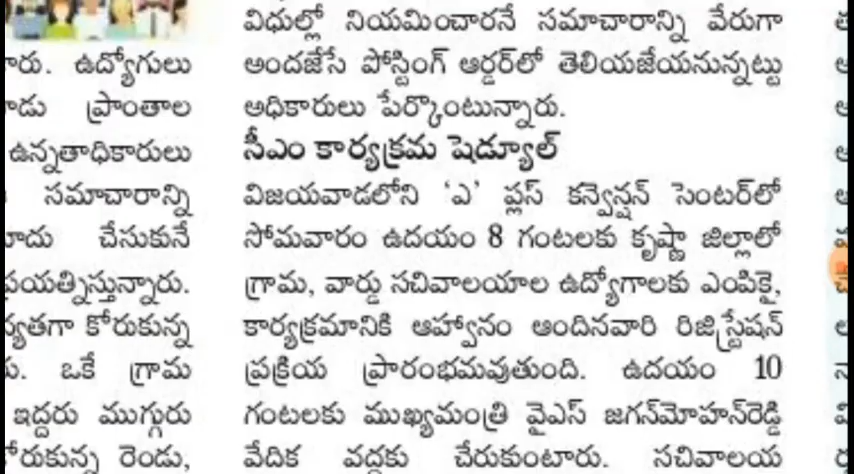 ఉద్యోగులు
ప్రాంతాల
ఉన్నతాధికారులు
సమాచారాన్ని
చేసుకునే
కోరుకున్న
ఒకే గ్రామ
ఇద్దరు ముగ్గురు
రెండు,
విధుల్లో నియమించారనే సమాచారాన్ని వేరుగా
అందజేసే పోస్టింగ్ ఆర్డర్‌లో తెలియజేయనున్నట్టు
అధికారులు పేర్కొంటున్నారు.
సీఎం కార్యక్రమ షెడ్యూల్
విజయవాడలోని ‘ఎ’ ప్లస్ కన్వెన్షన్ సెంటర్‌లో
సోమవారం ఉదయం 8 గంటలకు కృష్ణా జిల్లాలో
గ్రామ, వార్డు సచివాలయాల ఉద్యోగాలకు ఎంపికై,
కార్యక్రమానికి ఆహ్వానం అందినవారి రిజిస్ట్రేషన్
ప్రక్రియ ప్రారంభమవుతుంది. ఉదయం 10
గంటలకు ముఖ్యమంత్రి వైఎస్ జగన్‌మోహన్‌రెడ్డి
వేదిక వద్దకు చేరుకుంటారు. సచివాలయ